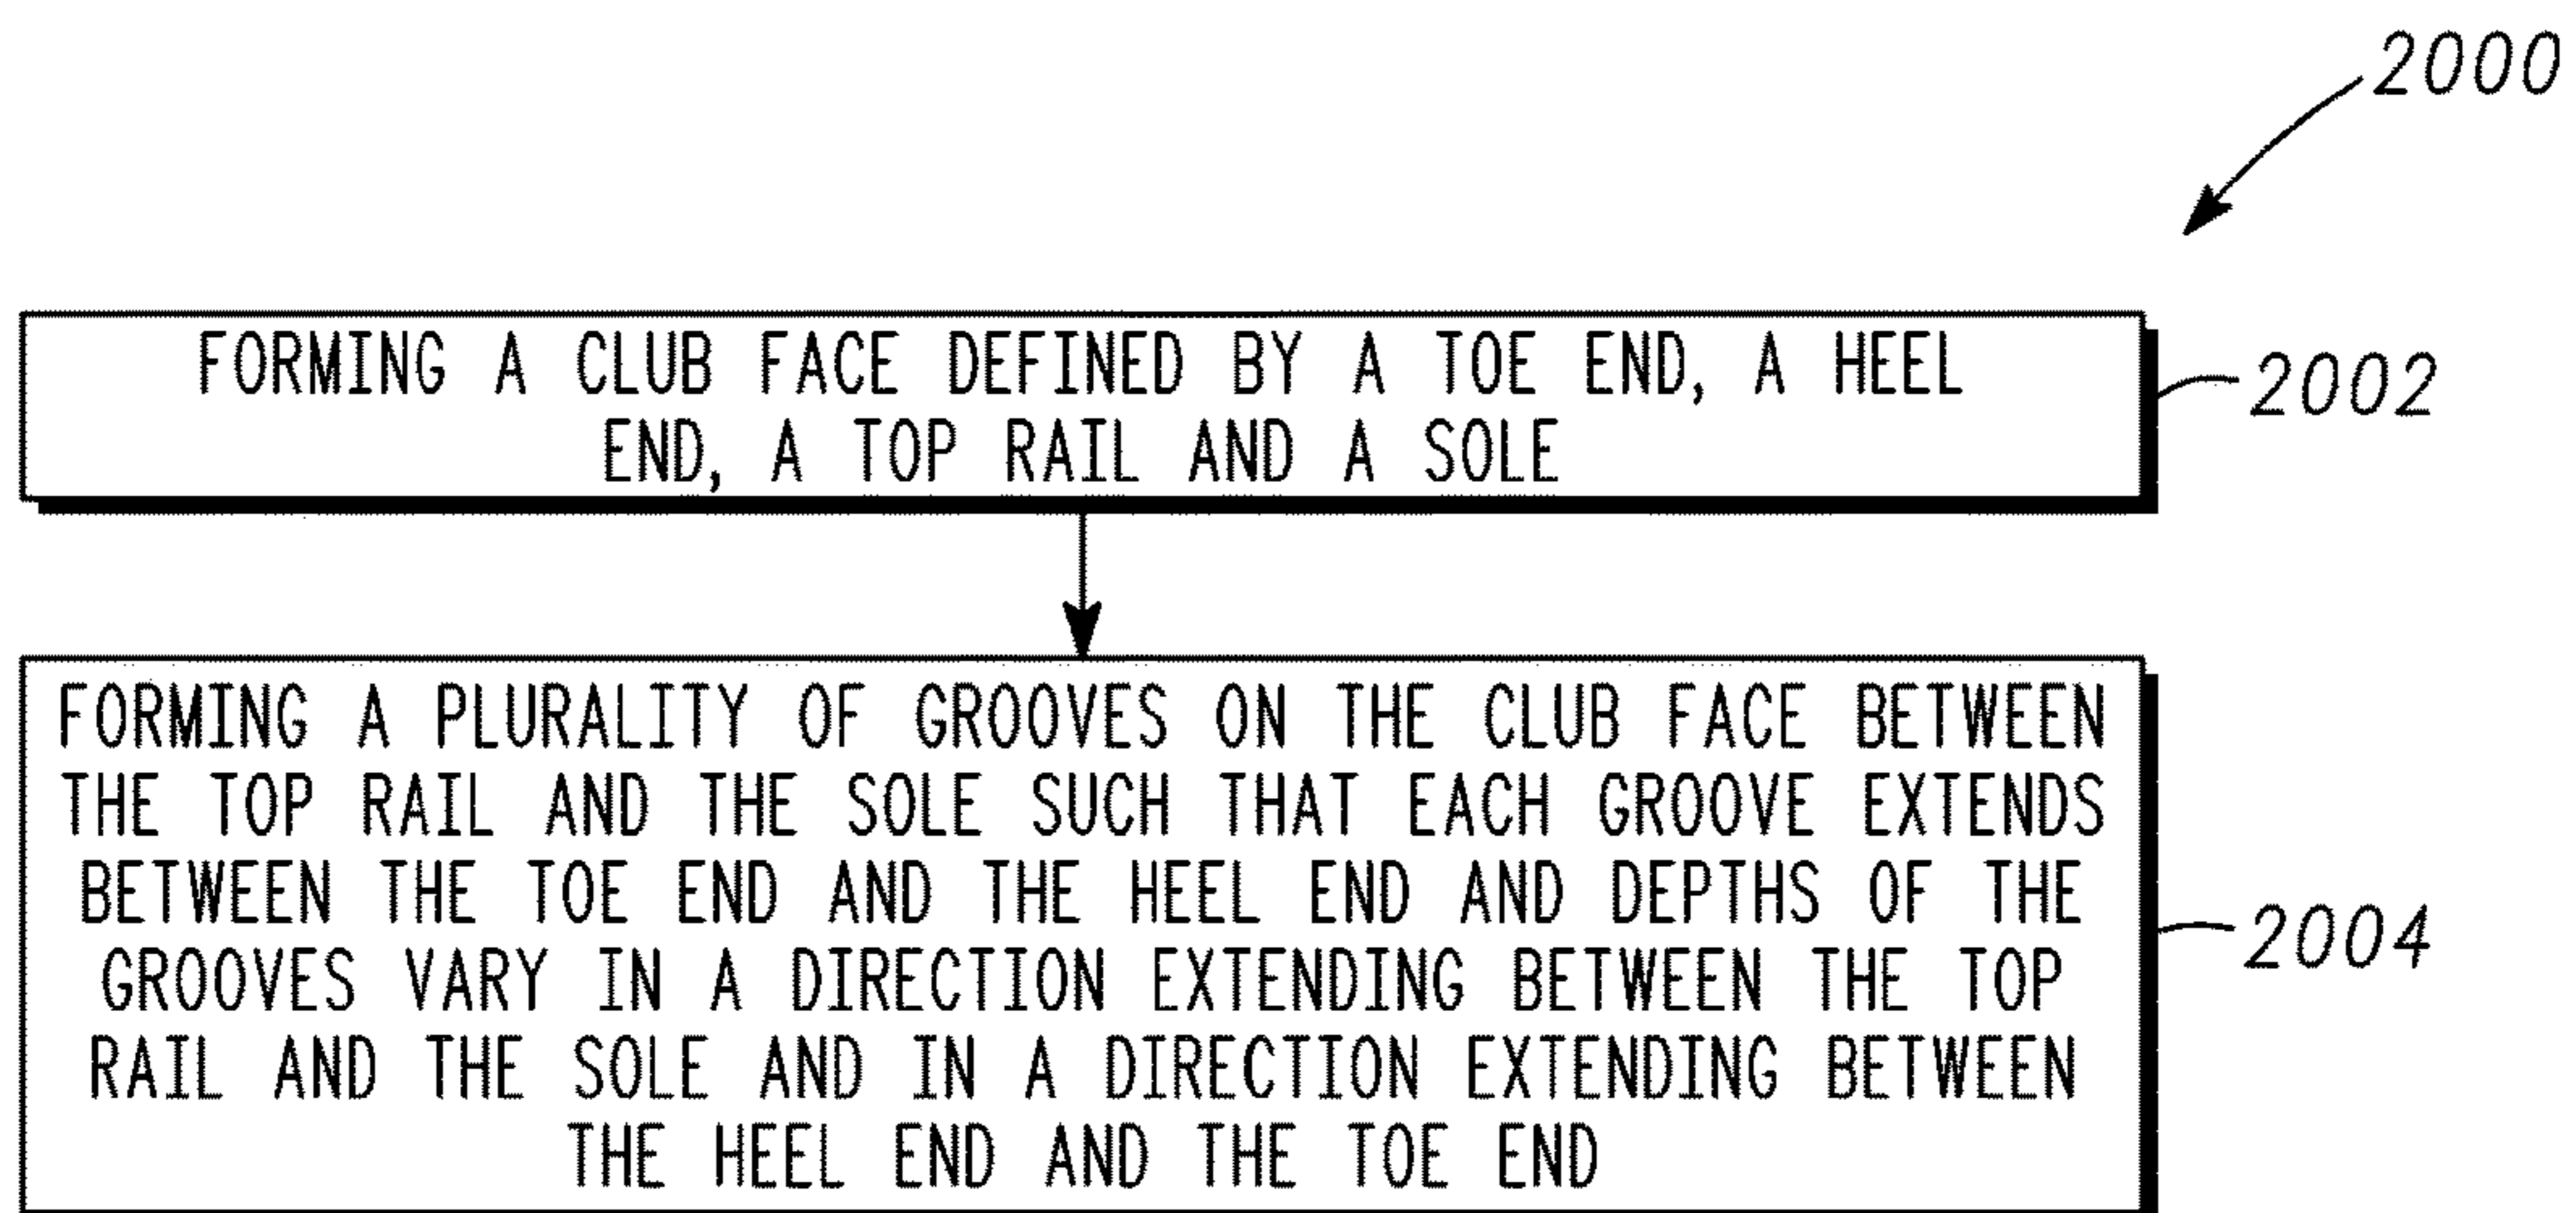 2000
FORMING A CLUB FACE DEFINED BY A TOE END, A HEEL
END, A TOP RAIL AND A SOLE
2002
FORMING A PLURALITY OF GROOVES ON THE CLUB FACE BETWEEN
THE TOP RAIL AND THE SOLE SUCH THAT EACH GROOVE EXTENDS
BETWEEN THE TOE END AND THE HEEL END AND DEPTHS OF THE
GROOVES VARY IN A DIRECTION EXTENDING BETWEEN THE TOP
RAIL AND THE SOLE AND IN A DIRECTION EXTENDING BETWEEN
THE HEEL END AND THE TOE END
2004